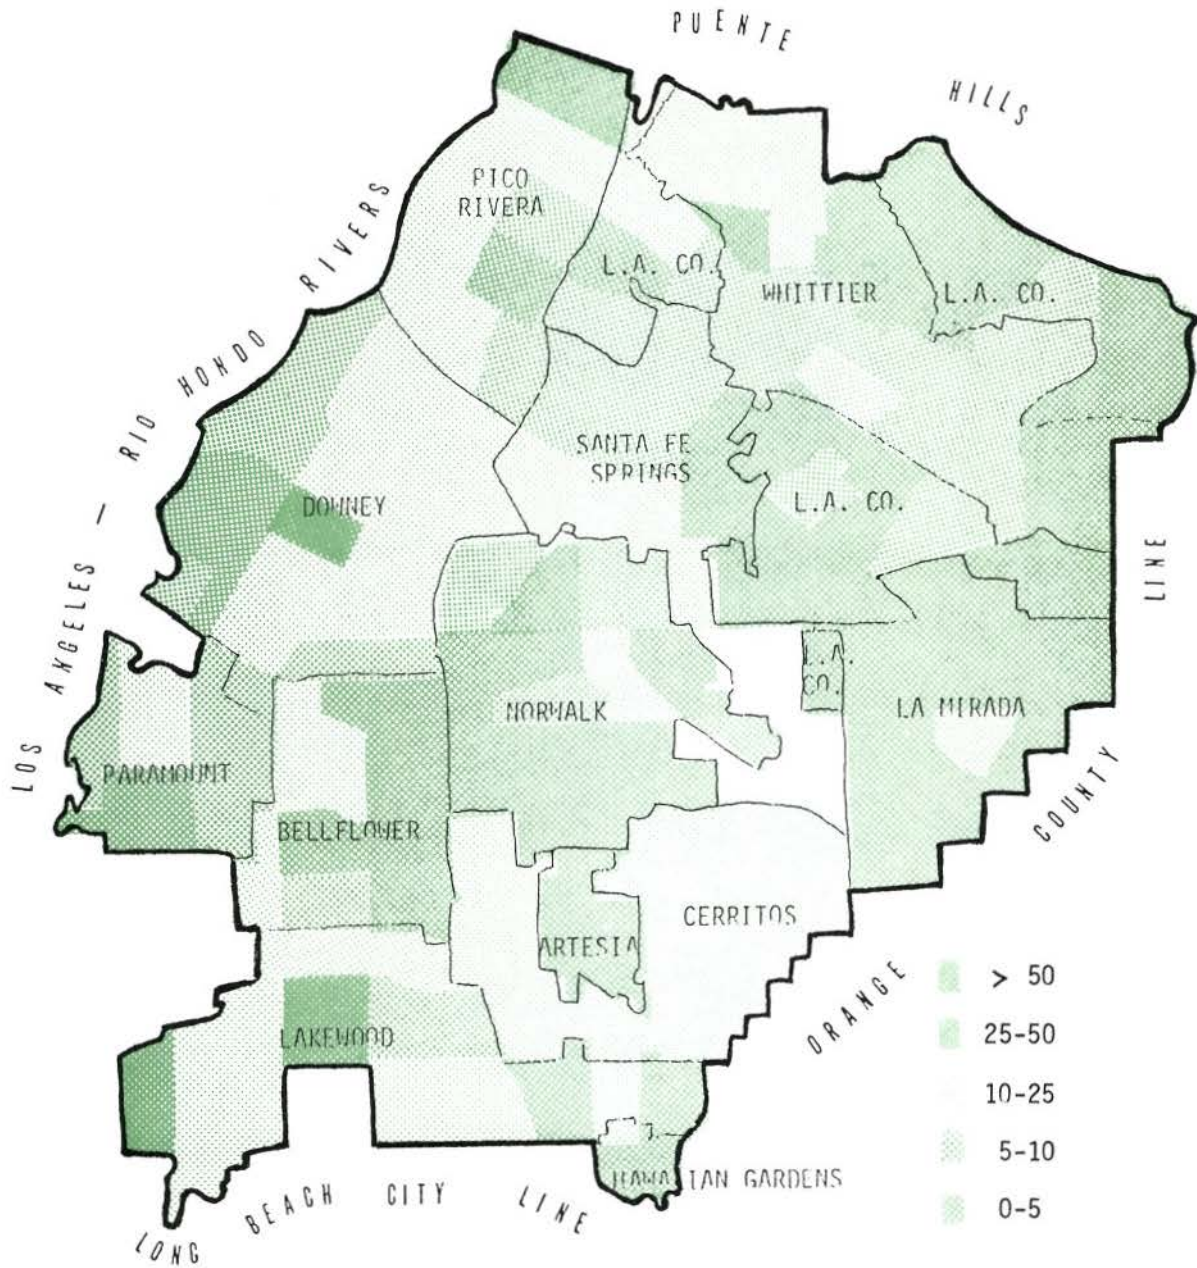 PUENTE
HILLS
PICO
RIVERA
L.A. CO.
WHITTIER
L.A. CO.
LOS ANGELES — RIO HONDO RIVERS
SANTA FE
SPRINGS
DOWNEY
L.A. CO.
LINE
L.A.
CO.
NORWALK
LA MIRADA
PARAMOUNT
BELLFLOWER
COUNTY
CERRITOS
ARTESIA
ORANGE
> 50
25-50
LAKEWOOD
10-25
5-10
HAWAIIAN GARDENS
0-5
LONG BEACH CITY LINE